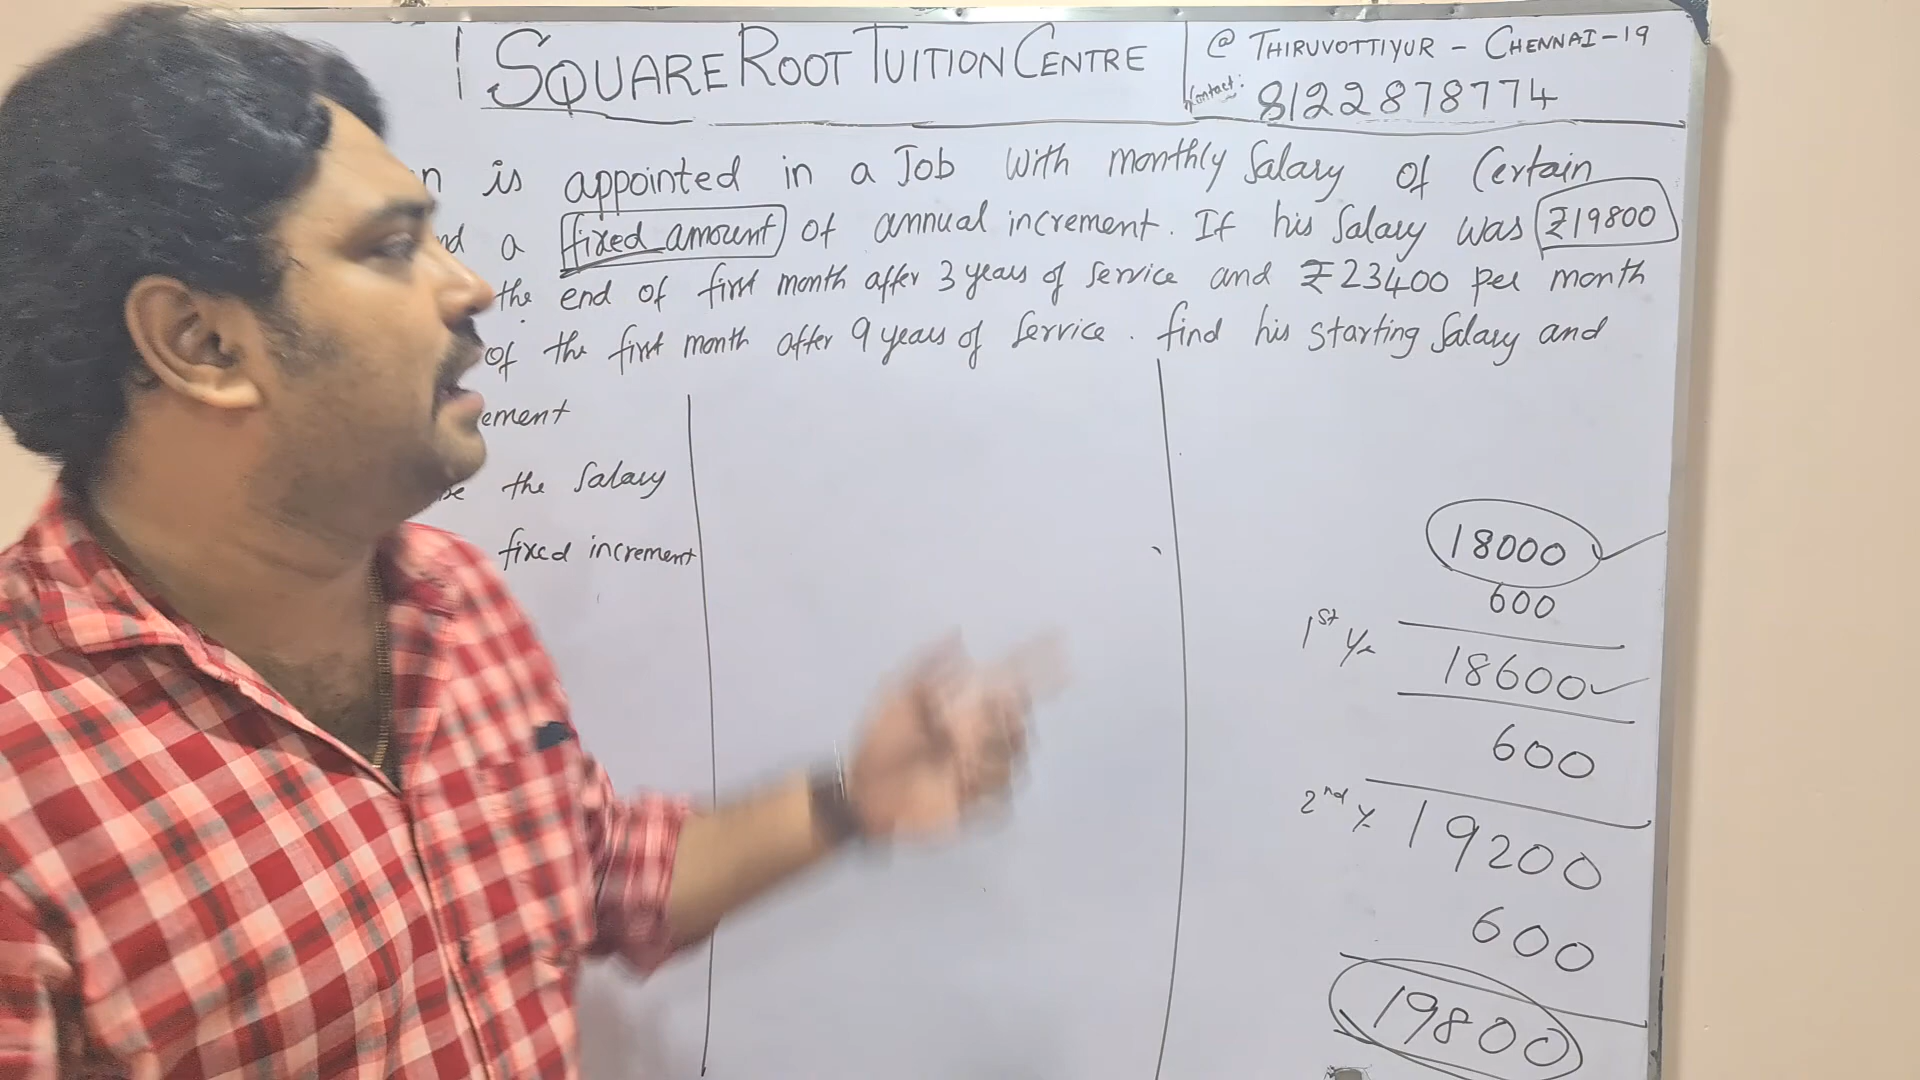 SQUARE ROOT TUITION CENTRE
@ THIRUVOTTIYUR - CHENNAI-19
Contact: 8122878774
is appointed in a Job with monthly Salary of Certain
a fixed amount of annual increment. If his Salary was ₹19800
the end of first month after 3 years of service and ₹23400 per month
of the first month after 9 years of service. find his starting Salary and
ement
the Salary
fixed increment
18000
600
1st Yr
18600
600
2nd Yr
19200
600
19800